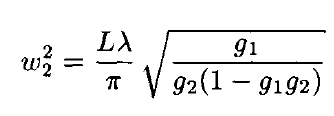 $w_2^2 = \frac{L\lambda}{\pi} \sqrt{\frac{g_1}{g_2(1 - g_1 g_2)}}$